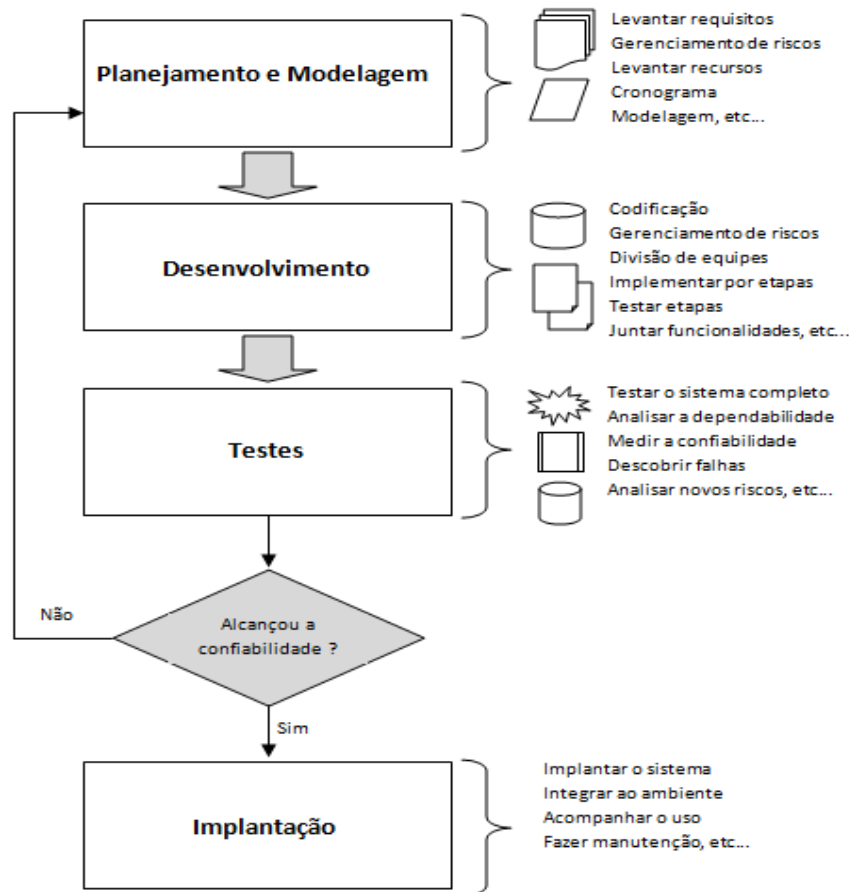 Planejamento e Modelagem
Levantar requisitos
Gerenciamento de riscos
Levantar recursos
Cronograma
Modelagem, etc...
Desenvolvimento
Codificação
Gerenciamento de riscos
Divisão de equipes
Implementar por etapas
Testar etapas
Juntar funcionalidades, etc...
Testes
Testar o sistema completo
Analisar a dependabilidade
Medir a confiabilidade
Descobrir falhas
Analisar novos riscos, etc...
Não
Alcançou a
confiabilidade ?
Sim
Implantação
Implantar o sistema
Integrar ao ambiente
Acompanhar o uso
Fazer manutenção, etc...